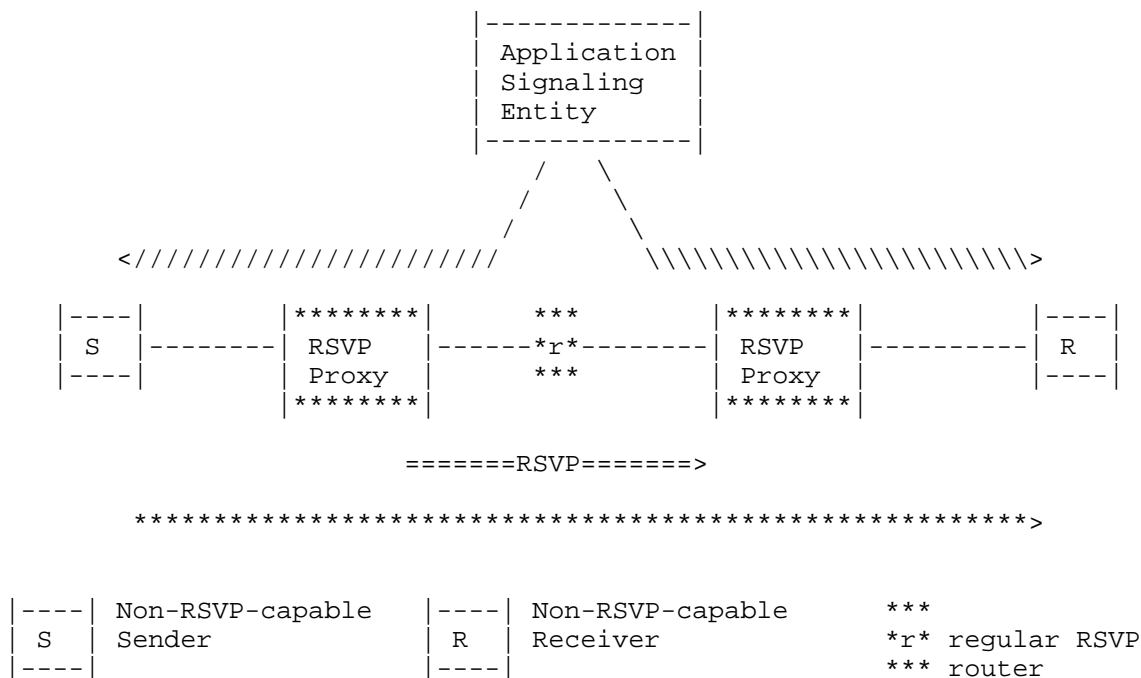 |-------------|
| Application |
| Signaling |
| Entity |
|-------------|
/ \
/ \
/ \
</////////////////////// \\\\\\\\\\\\\\\\\\\\\\\\>
|----| |********| *** |********| |----|
| S |--------| RSVP |------*r*--------| RSVP |----------| R |
|----| | Proxy | *** | Proxy | |----|
|********| |********|
=======RSVP=======>
********************************************************>
|----| Non-RSVP-capable |----| Non-RSVP-capable ***
| S | Sender | R | Receiver *r* regular RSVP
|----| |----| *** router